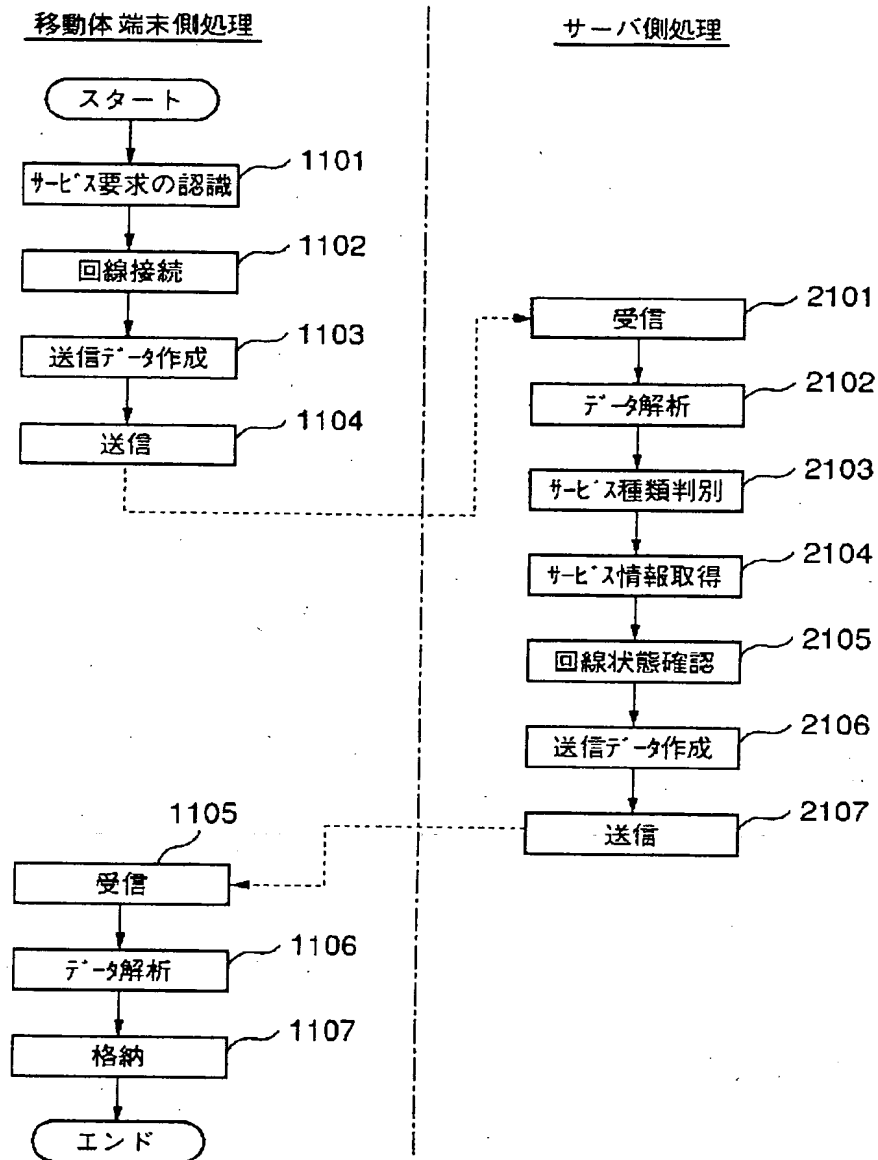 移動体端末側処理
スタート
サービス要求の認識
1101
回線接続
1102
送信データ作成
1103
送信
1104
サーバ側処理
受信
2101
データ解析
2102
サービス種類判別
2103
サービス情報取得
2104
回線状態確認
2105
送信データ作成
2106
送信
2107
1105
受信
データ解析
1106
格納
1107
エンド